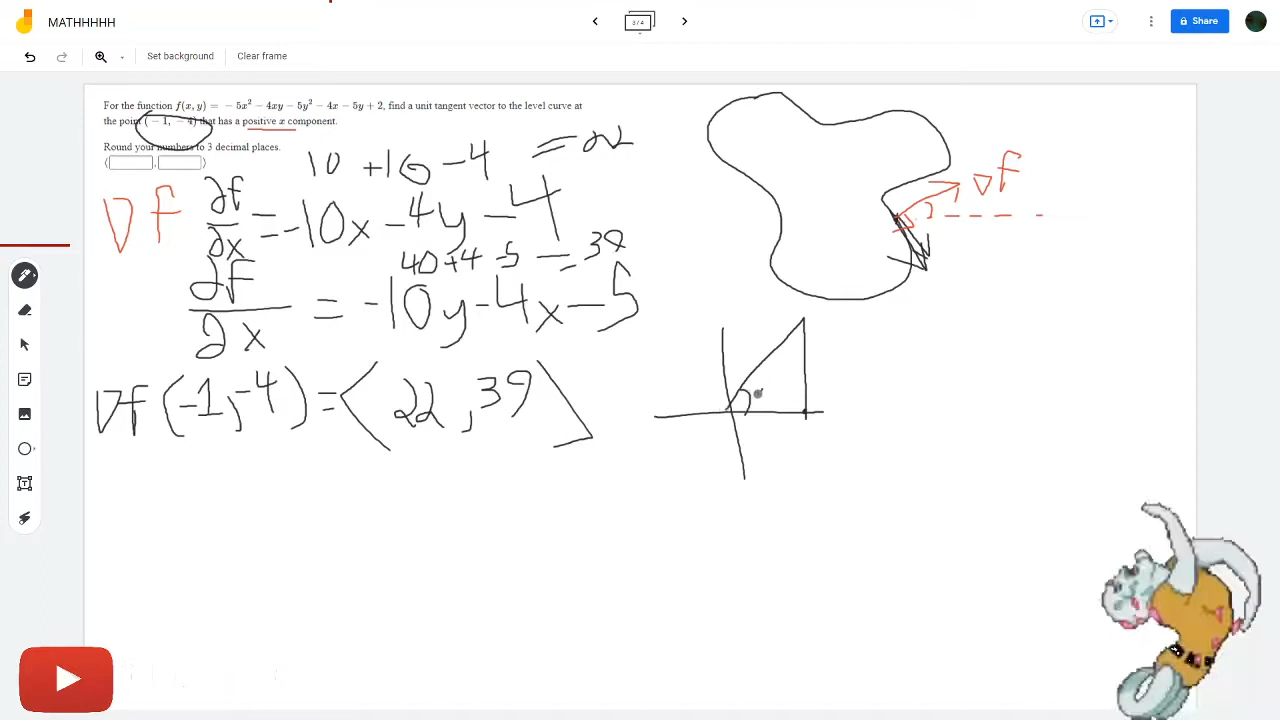 MATHHHHH
3 / 4
Share
Set background
Clear frame
For the function f(x, y) = − 5x² − 4xy − 5y² − 4x − 5y + 2, find a unit tangent vector to the level curve at
the point (− 1, − 4) that has a positive x component.
Round your numbers to 3 decimal places.
( , )
10 +16 -4 = 22
∇f ∂f/∂x = -10x -4y -4
40+4 -5 = 39
∂f/∂x = -10y -4x -5
∇f (-1, -4) = ⟨ 22, 39 ⟩
∇f